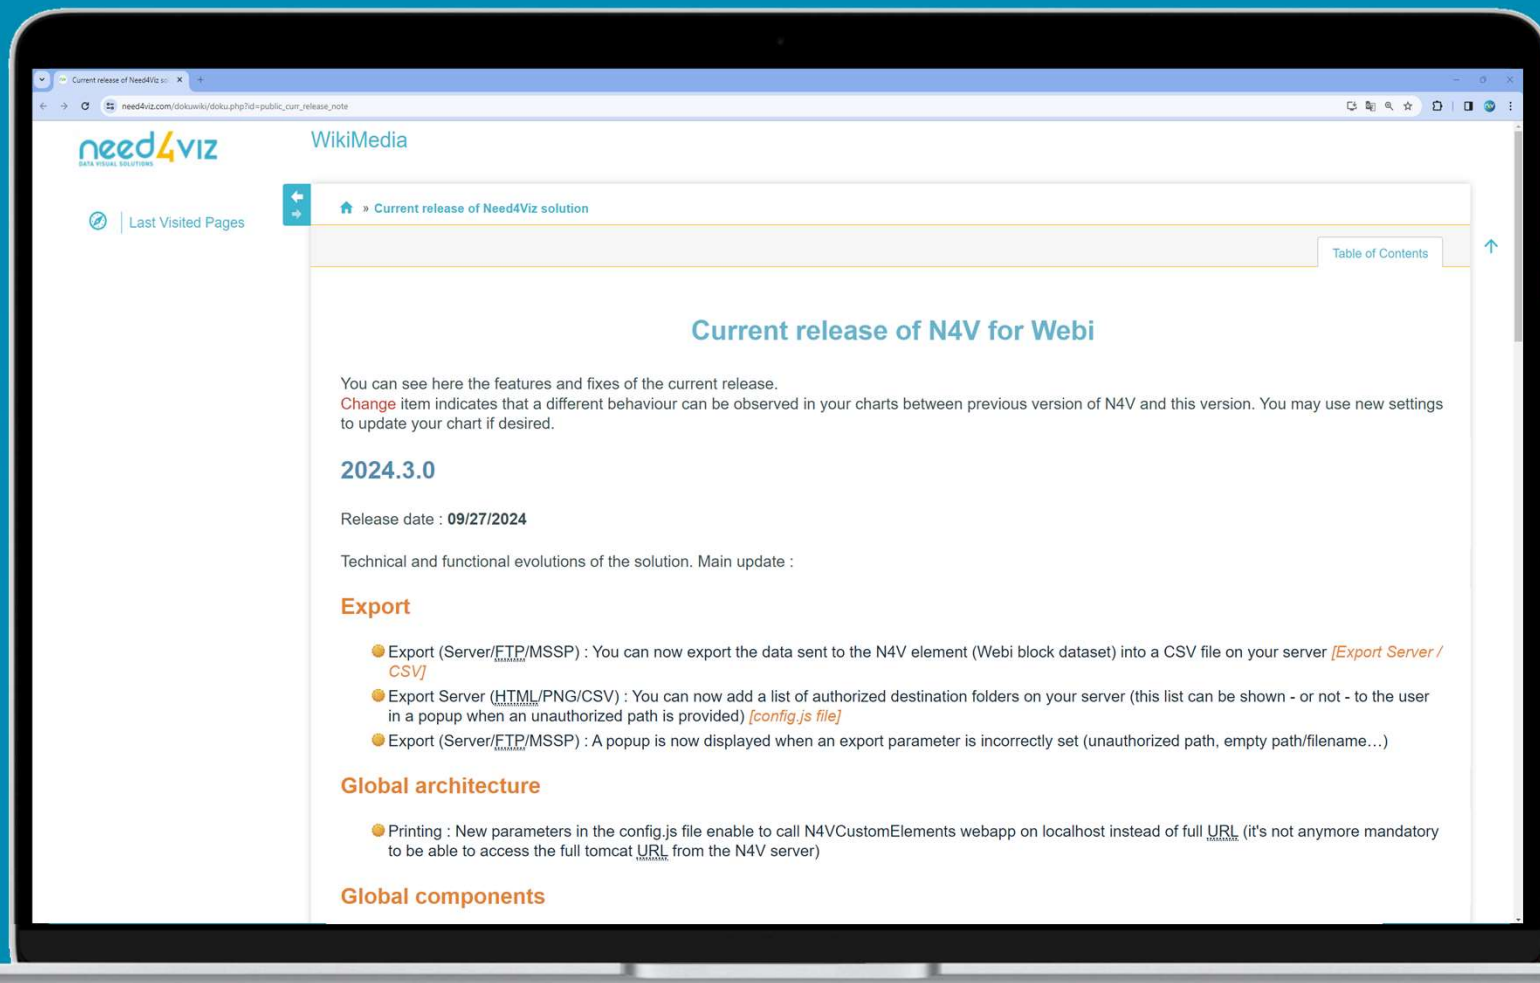 Current release of Need4Viz so
need4viz.com/dokuwiki/doku.php?id=public_curr_release_note
need4viz
DATA VISUAL SOLUTIONS
WikiMedia
Last Visited Pages
» Current release of Need4Viz solution
Table of Contents
Current release of N4V for Webi
You can see here the features and fixes of the current release.
Change item indicates that a different behaviour can be observed in your charts between previous version of N4V and this version. You may use new settings
to update your chart if desired.
2024.3.0
Release date : 09/27/2024
Technical and functional evolutions of the solution. Main update :
Export
Export (Server/FTP/MSSP) : You can now export the data sent to the N4V element (Webi block dataset) into a CSV file on your server [Export Server /
CSV]
Export Server (HTML/PNG/CSV) : You can now add a list of authorized destination folders on your server (this list can be shown - or not - to the user
in a popup when an unauthorized path is provided) [config.js file]
Export (Server/FTP/MSSP) : A popup is now displayed when an export parameter is incorrectly set (unauthorized path, empty path/filename…)
Global architecture
Printing : New parameters in the config.js file enable to call N4VCustomElements webapp on localhost instead of full URL (it's not anymore mandatory
to be able to access the full tomcat URL from the N4V server)
Global components